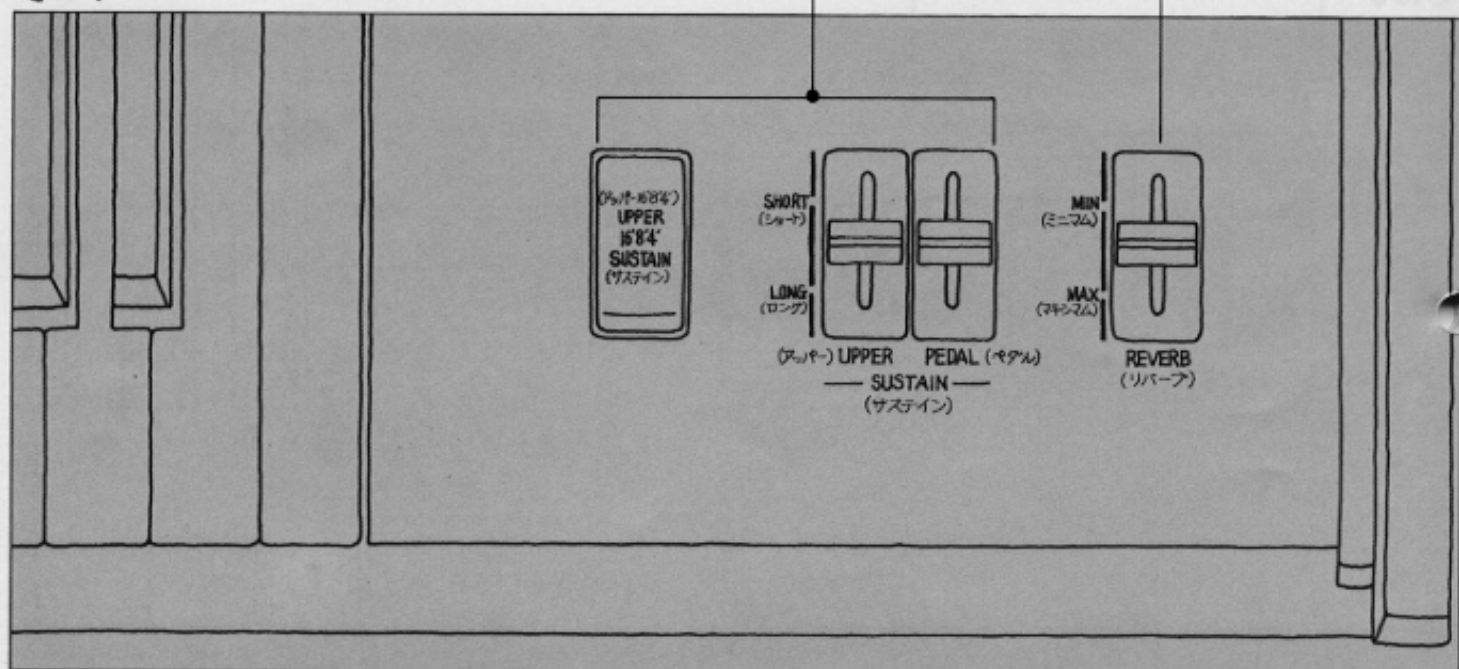 (アッパー16'8'4')
UPPER
16'8'4'
SUSTAIN
(サステイン)
SHORT
(ショート)
LONG
(ロング)
(アッパー) UPPER
PEDAL (ペダル)
SUSTAIN
(サステイン)
MIN
(ミニマム)
MAX
(マキシマム)
REVERB
(リバーブ)